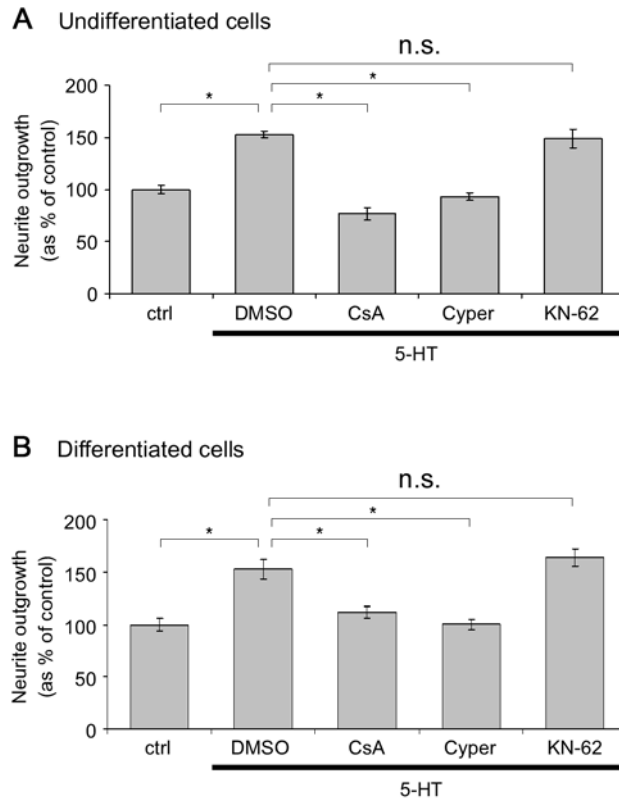 A Undifferentiated cells
n.s.
*
* *
Neurite outgrowth
(as % of control)
200
150
100
50
0
ctrl DMSO CsA Cyper KN-62
5-HT
B Differentiated cells
n.s.
*
* *
Neurite outgrowth
(as % of control)
200
150
100
50
0
ctrl DMSO CsA Cyper KN-62
5-HT